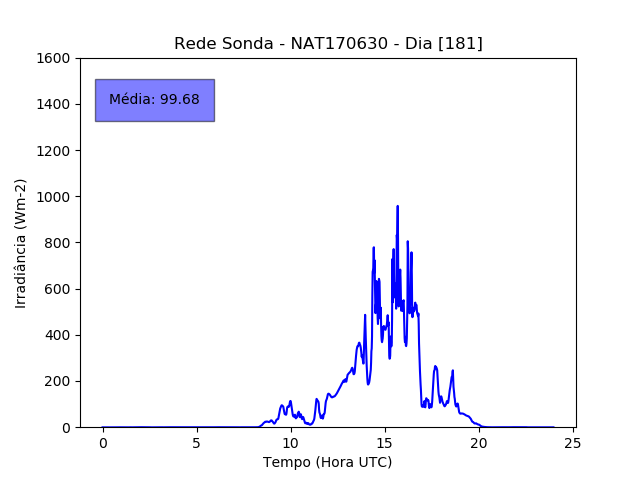 Rede Sonda - NAT170630 - Dia [181]
Média: 99.68
Irradiância (Wm-2)
1600
1400
1200
1000
800
600
400
200
0
0 5 10 15 20 25
Tempo (Hora UTC)